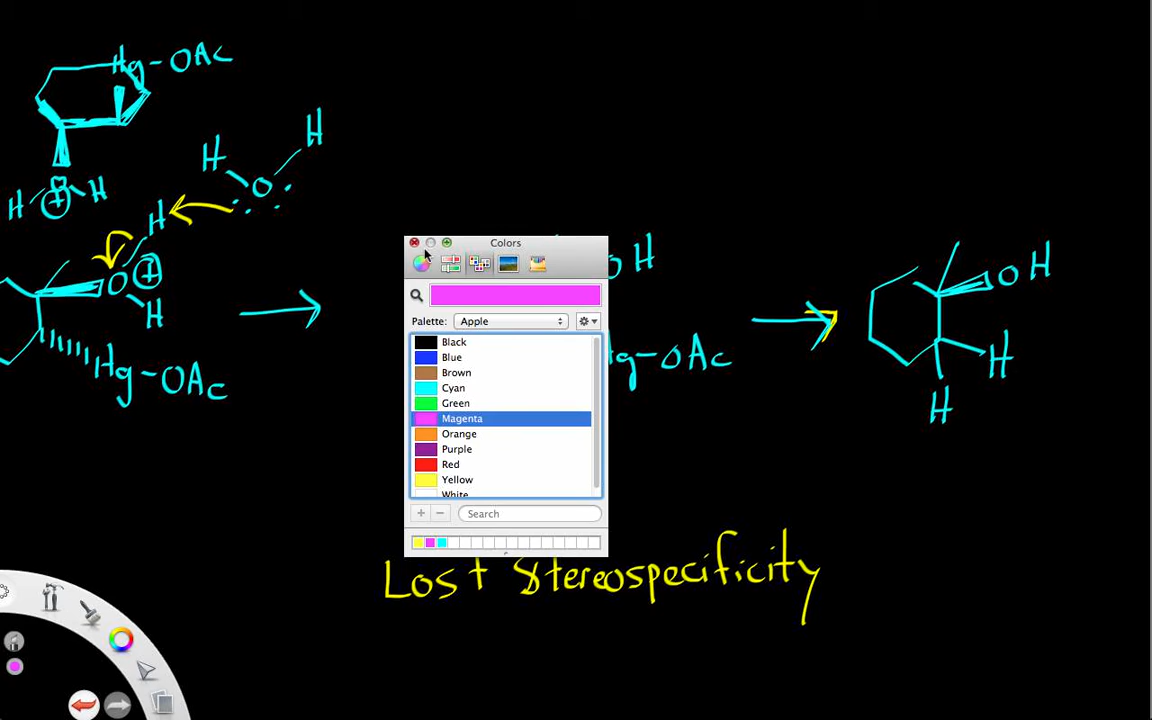 Hg-OAc
H
H
O
H
⊕
H
H
O
⊕
H
Hg-OAc
Colors
Palette:
Apple
Black
Blue
Brown
Cyan
Green
Magenta
Orange
Purple
Red
Yellow
White
Search
OH
Hg-OAc
OH
H
H
Lost Stereospecificity